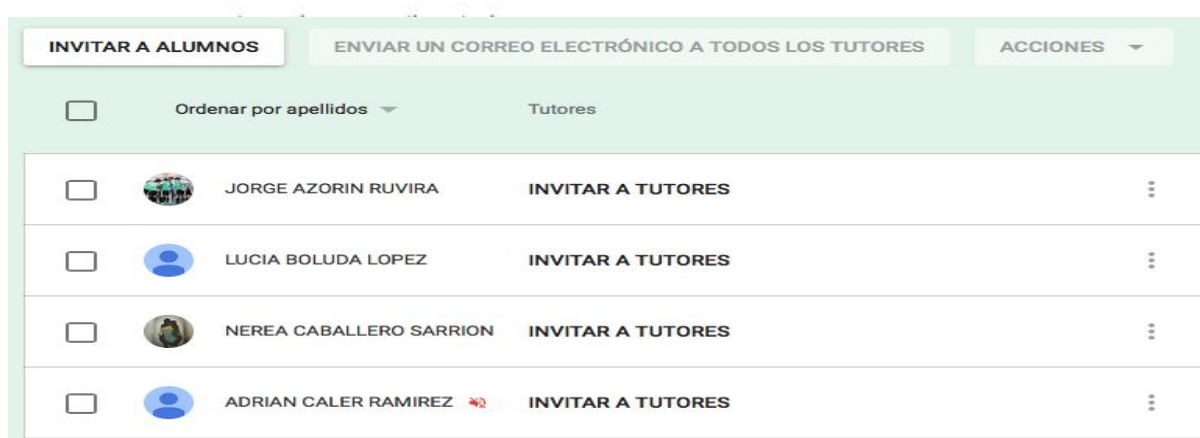 INVITAR A ALUMNOS ENVIAR UN CORREO ELECTRÓNICO A TODOS LOS TUTORES ACCIONES
Ordenar por apellidos Tutores
JORGE AZORIN RUVIRA INVITAR A TUTORES
LUCIA BOLUDA LOPEZ INVITAR A TUTORES
NEREA CABALLERO SARRION INVITAR A TUTORES
ADRIAN CALER RAMIREZ INVITAR A TUTORES